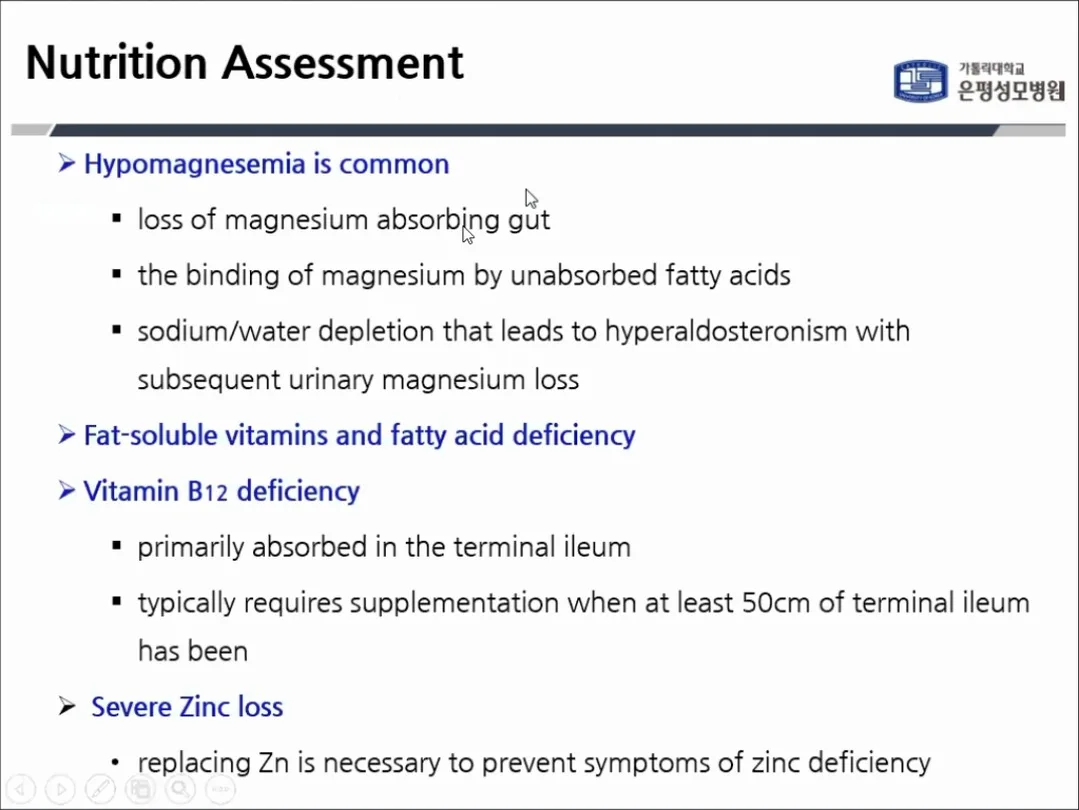 Nutrition Assessment
가톨릭대학교
은평성모병원
➢ Hypomagnesemia is common
▪ loss of magnesium absorbing gut
▪ the binding of magnesium by unabsorbed fatty acids
▪ sodium/water depletion that leads to hyperaldosteronism with
subsequent urinary magnesium loss
➢ Fat-soluble vitamins and fatty acid deficiency
➢ Vitamin B12 deficiency
▪ primarily absorbed in the terminal ileum
▪ typically requires supplementation when at least 50cm of terminal ileum
has been
➢ Severe Zinc loss
• replacing Zn is necessary to prevent symptoms of zinc deficiency